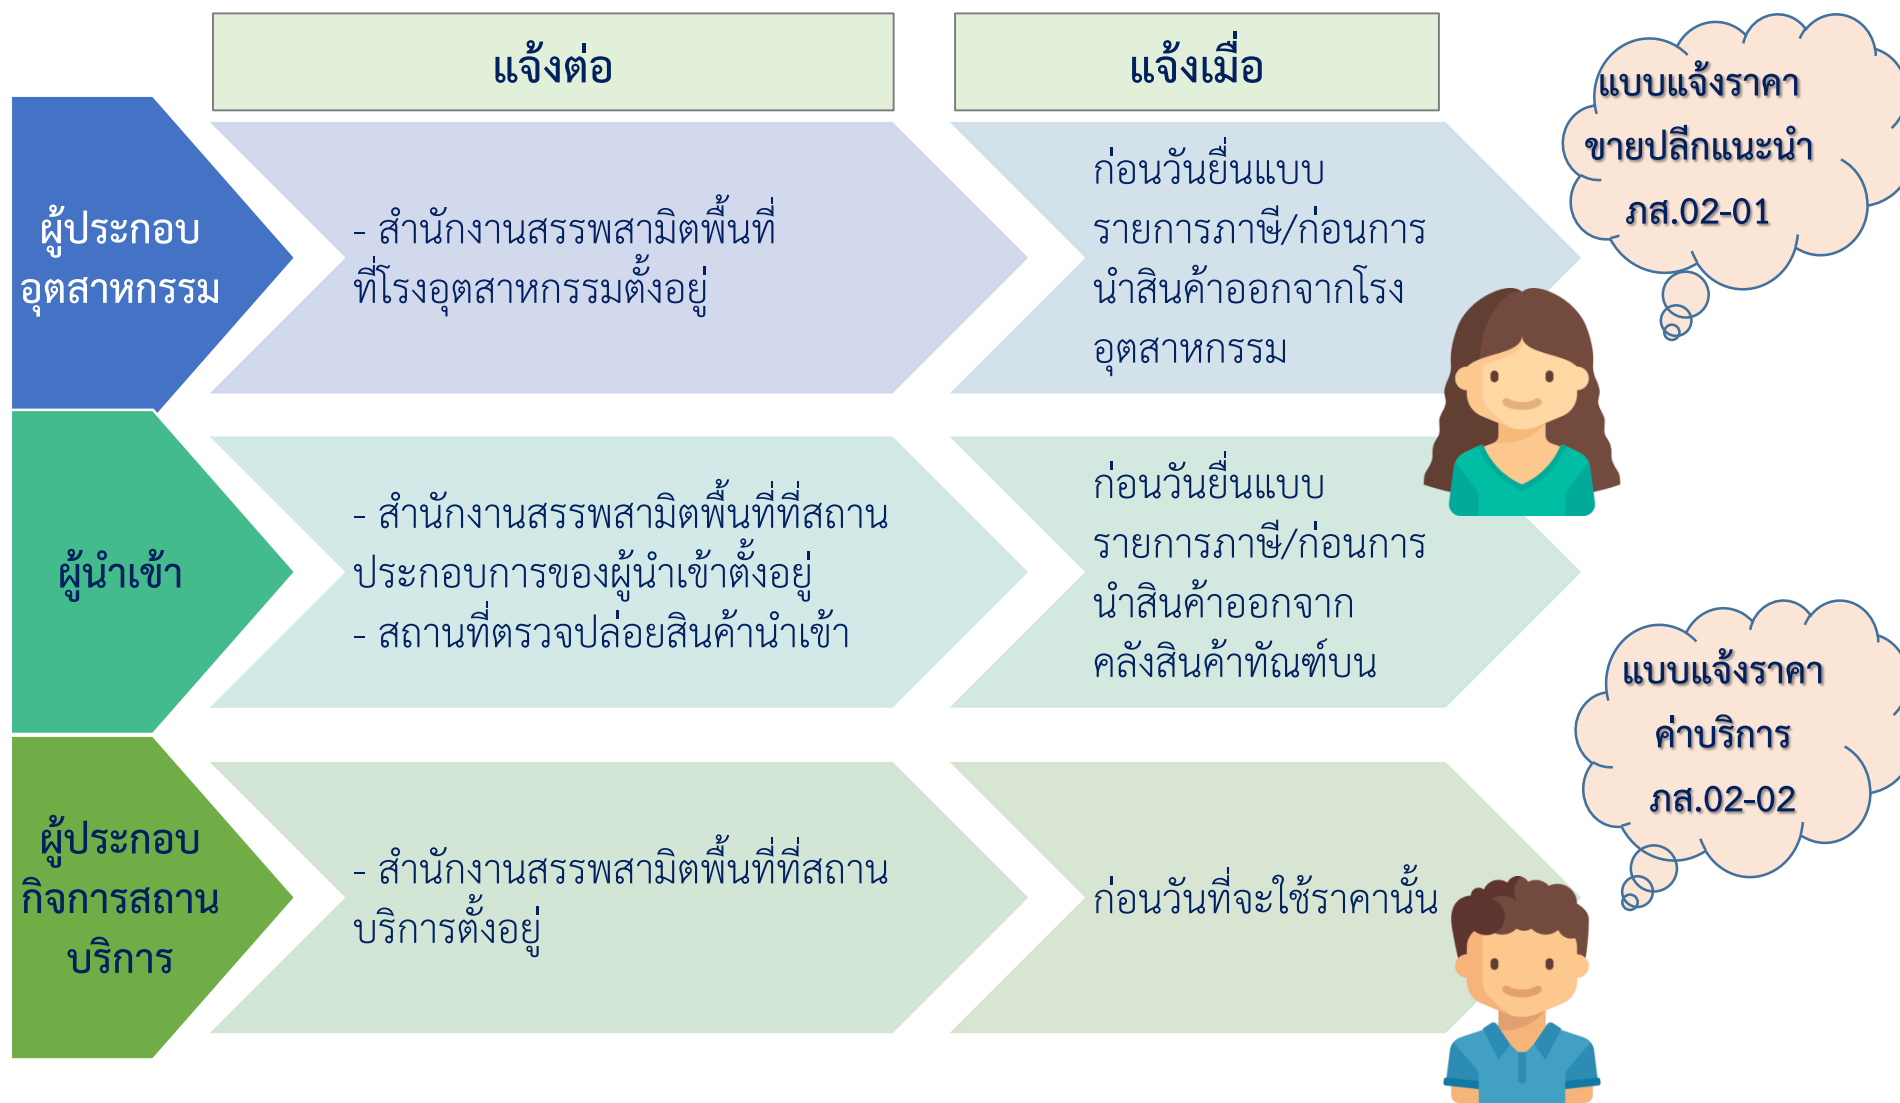 แจ้งต่อ
แจ้งเมื่อ
ผู้ประกอบ
อุตสาหกรรม
- สำนักงานสรรพสามิตพื้นที่
ที่โรงอุตสาหกรรมตั้งอยู่
ก่อนวันยื่นแบบ
รายการภาษี/ก่อนการ
นำสินค้าออกจากโรง
อุตสาหกรรม
แบบแจ้งราคา
ขายปลีกแนะนำ
ภส.02-01
ผู้นำเข้า
- สำนักงานสรรพสามิตพื้นที่ที่สถาน
ประกอบการของผู้นำเข้าตั้งอยู่
- สถานที่ตรวจปล่อยสินค้านำเข้า
ก่อนวันยื่นแบบ
รายการภาษี/ก่อนการ
นำสินค้าออกจาก
คลังสินค้าทัณฑ์บน
ผู้ประกอบ
กิจการสถาน
บริการ
- สำนักงานสรรพสามิตพื้นที่ที่สถาน
บริการตั้งอยู่
ก่อนวันที่จะใช้ราคานั้น
แบบแจ้งราคา
ค่าบริการ
ภส.02-02